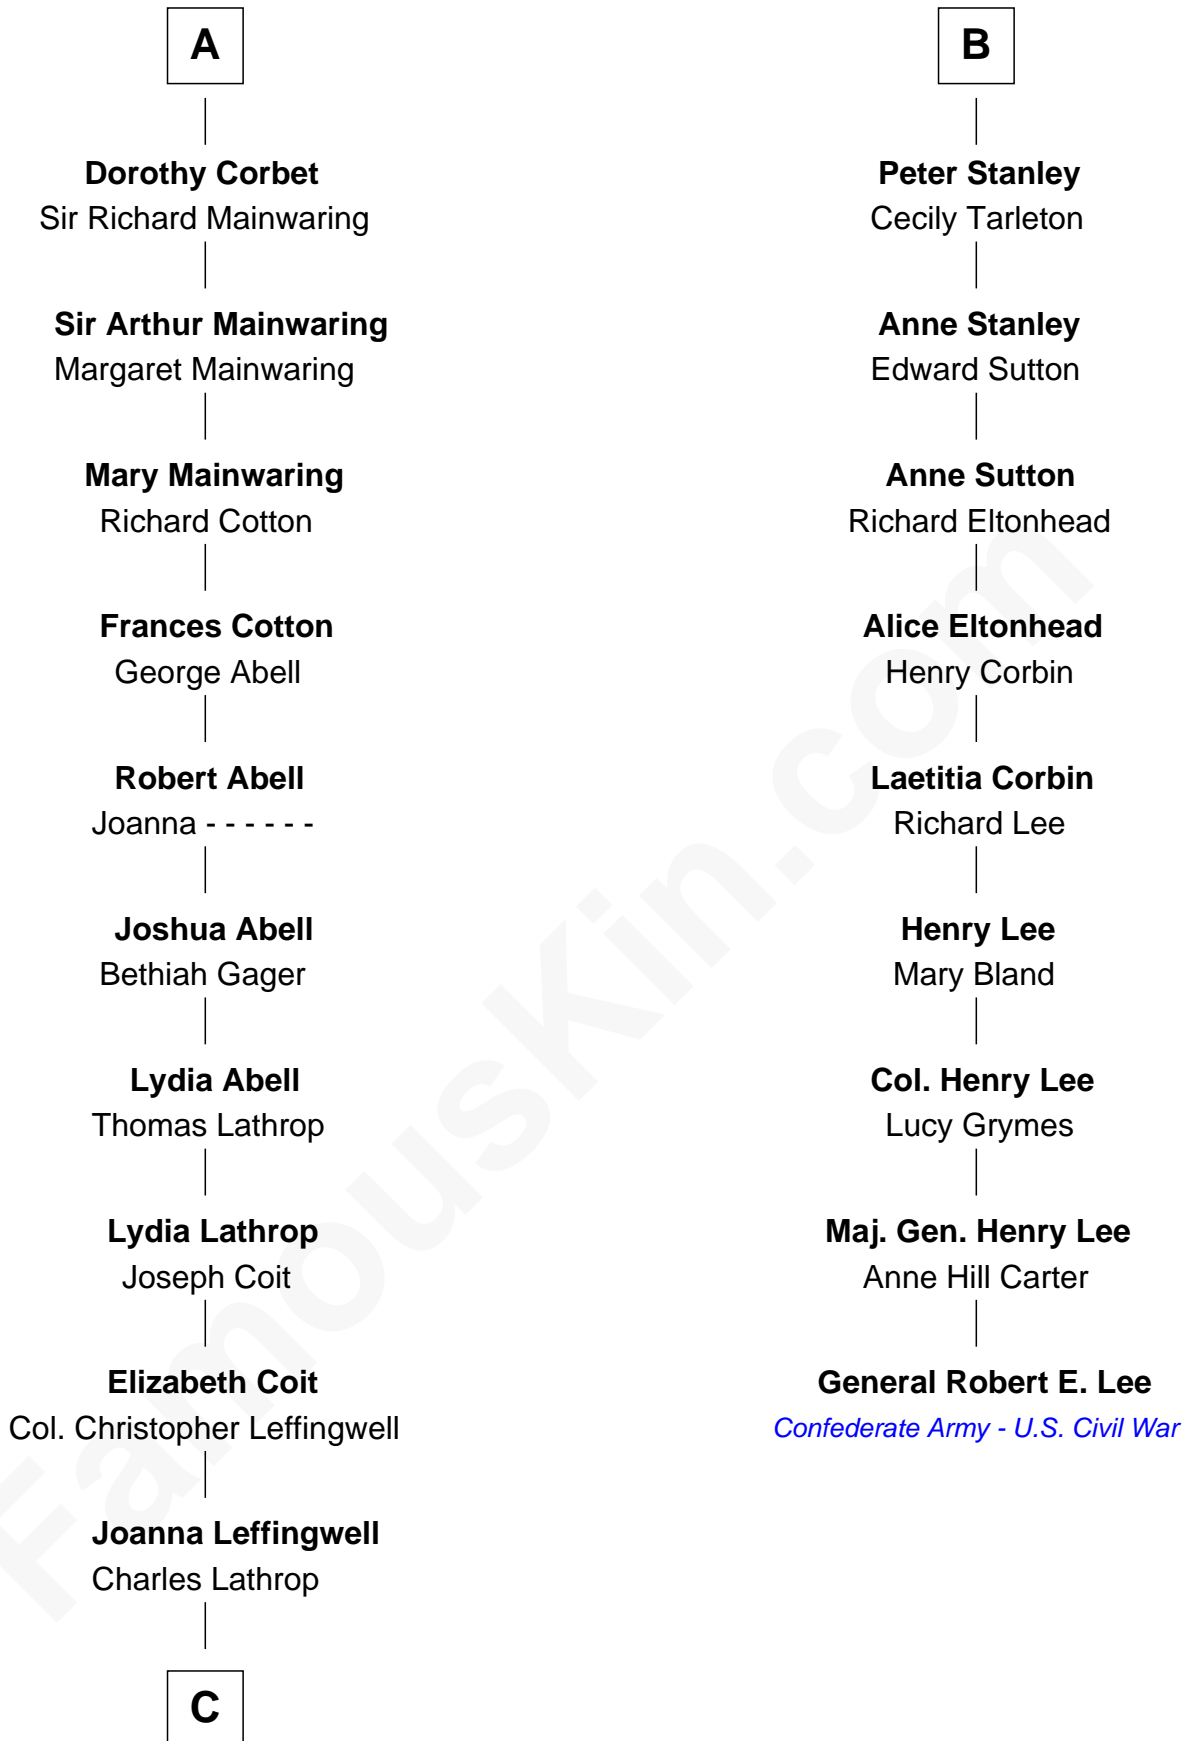 A
Dorothy Corbet
Sir Richard Mainwaring
Sir Arthur Mainwaring
Margaret Mainwaring
Mary Mainwaring
Richard Cotton
Frances Cotton
George Abell
Robert Abell
Joanna - - - - - -
Joshua Abell
Bethiah Gager
Lydia Abell
Thomas Lathrop
Lydia Lathrop
Joseph Coit
Elizabeth Coit
Col. Christopher Leffingwell
Joanna Leffingwell
Charles Lathrop
C
B
Peter Stanley
Cecily Tarleton
Anne Stanley
Edward Sutton
Anne Sutton
Richard Eltonhead
Alice Eltonhead
Henry Corbin
Laetitia Corbin
Richard Lee
Henry Lee
Mary Bland
Col. Henry Lee
Lucy Grymes
Maj. Gen. Henry Lee
Anne Hill Carter
General Robert E. Lee
Confederate Army - U.S. Civil War
FamousKin.com